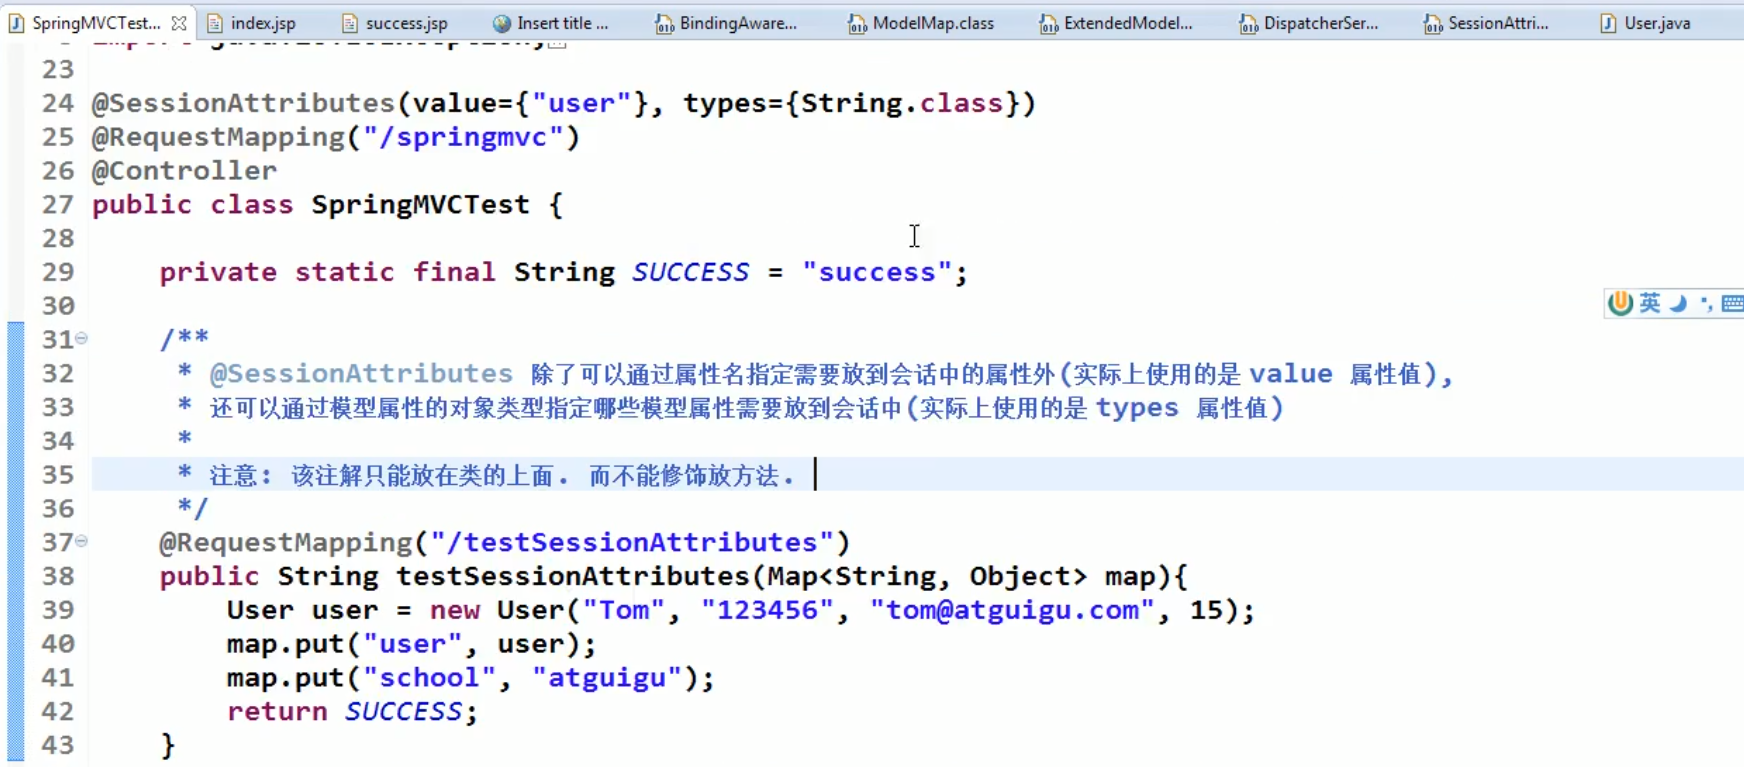 SpringMVCTest...
index.jsp
success.jsp
Insert title ...
BindingAware...
ModelMap.class
ExtendedModel...
DispatcherSer...
SessionAttri...
User.java
23
24 @SessionAttributes(value={"user"}, types={String.class})
25 @RequestMapping("/springmvc")
26 @Controller
27 public class SpringMVCTest {
28
29 private static final String SUCCESS = "success";
30
英
31 /**
32 * @SessionAttributes 除了可以通过属性名指定需要放到会话中的属性外(实际上使用的是 value 属性值),
33 * 还可以通过模型属性的对象类型指定哪些模型属性需要放到会话中(实际上使用的是 types 属性值)
34 *
35 * 注意: 该注解只能放在类的上面. 而不能修饰放方法.
36 */
37 @RequestMapping("/testSessionAttributes")
38 public String testSessionAttributes(Map<String, Object> map){
39 User user = new User("Tom", "123456", "tom@atguigu.com", 15);
40 map.put("user", user);
41 map.put("school", "atguigu");
42 return SUCCESS;
43 }